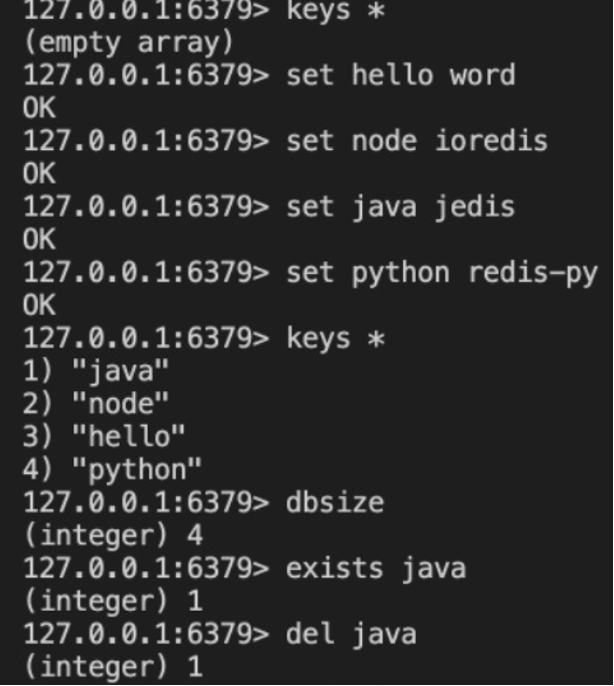 127.0.0.1:6379> keys *
(empty array)
127.0.0.1:6379> set hello word
OK
127.0.0.1:6379> set node ioredis
OK
127.0.0.1:6379> set java jedis
OK
127.0.0.1:6379> set python redis-py
OK
127.0.0.1:6379> keys *
1) "java"
2) "node"
3) "hello"
4) "python"
127.0.0.1:6379> dbsize
(integer) 4
127.0.0.1:6379> exists java
(integer) 1
127.0.0.1:6379> del java
(integer) 1